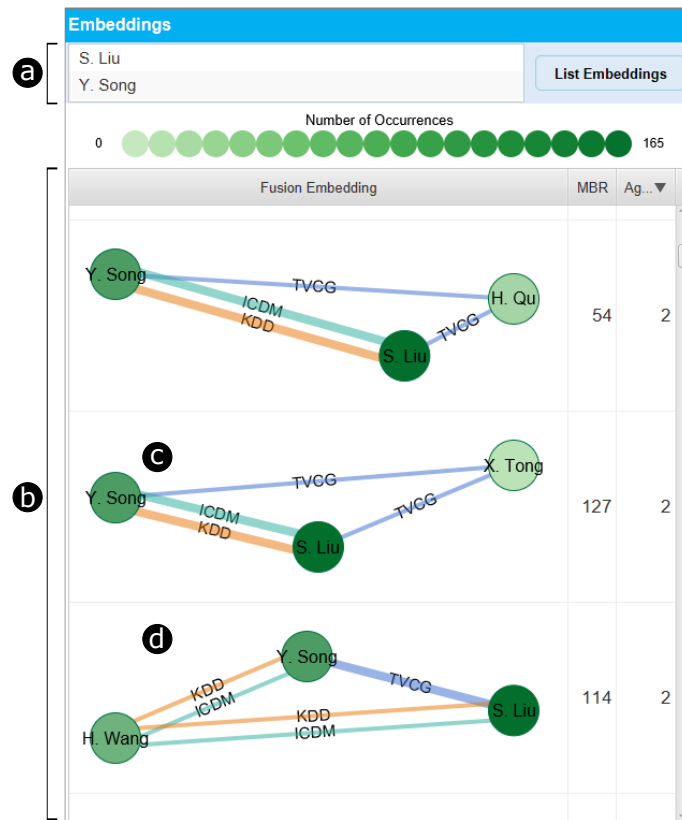 Embeddings
a
S. Liu
Y. Song
List Embeddings
Number of Occurrences
0
165
b
Fusion Embedding
MBR
Ag...▼
Y. Song
TVCG
H. Qu
ICDM
KDD
TVCG
S. Liu
54
2
c
Y. Song
TVCG
X. Tong
ICDM
KDD
TVCG
S. Liu
127
2
d
Y. Song
KDD
ICDM
TVCG
KDD
S. Liu
H. Wang
ICDM
114
2